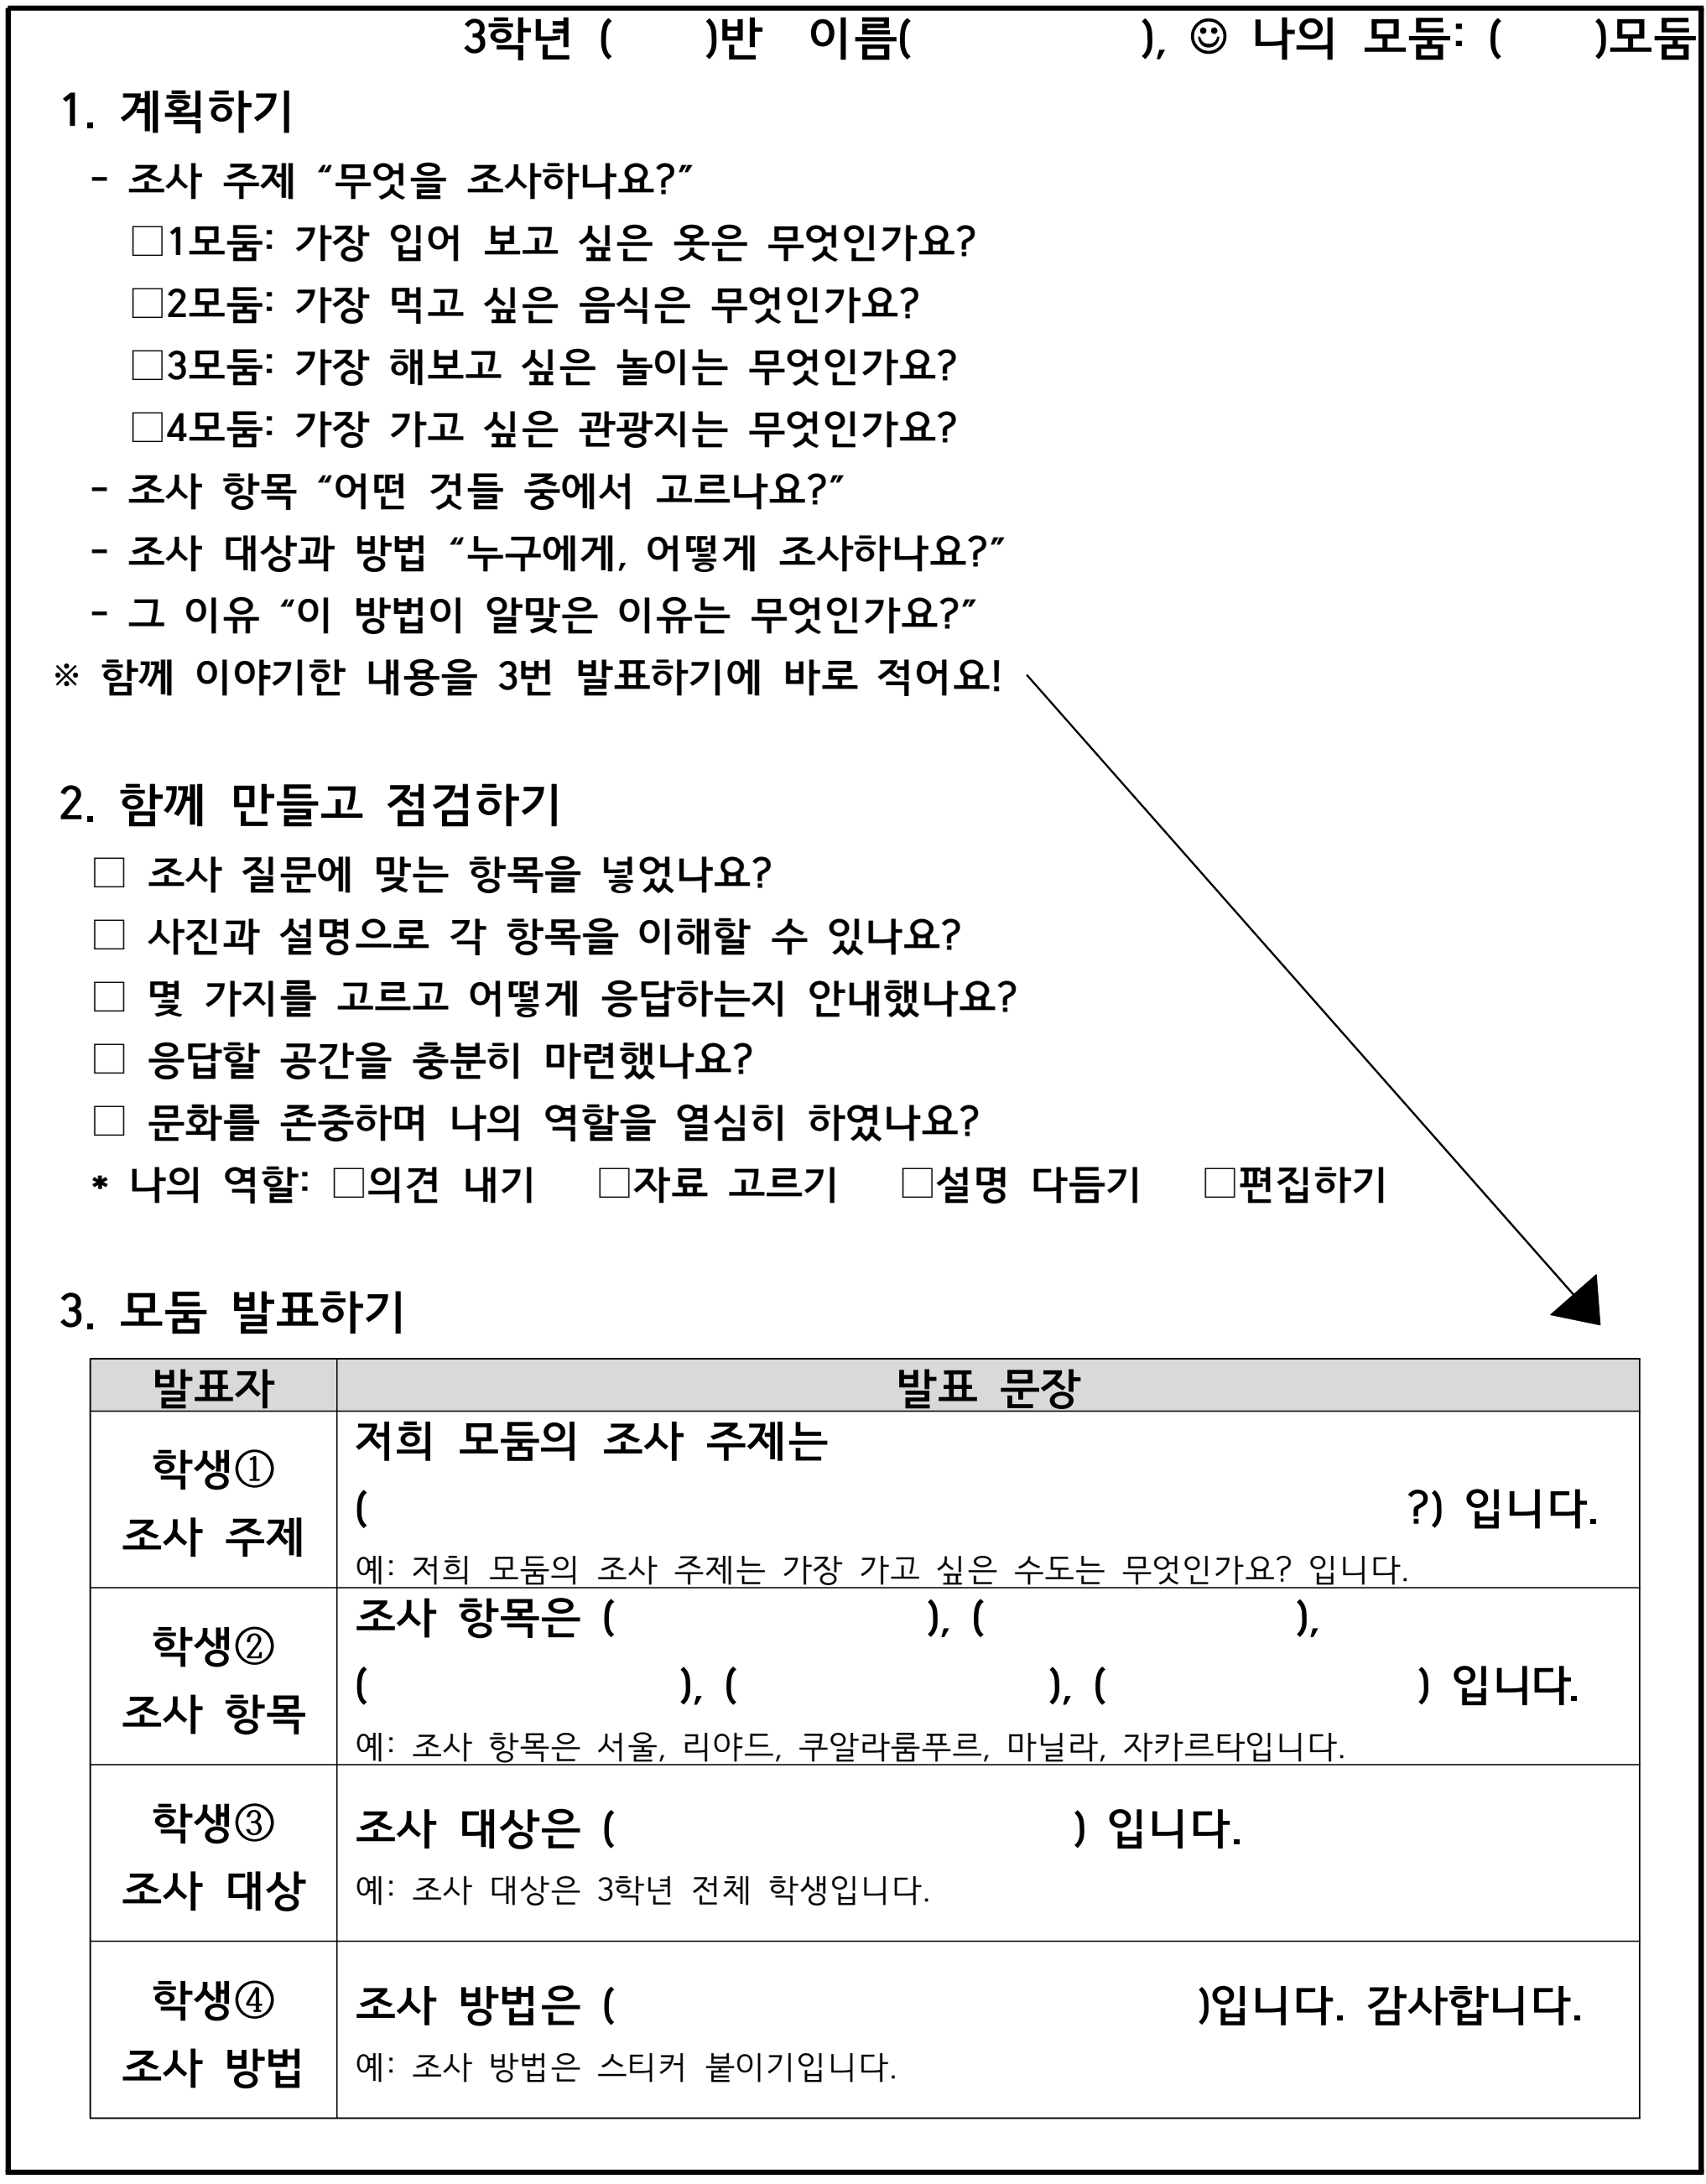 3학년 (    )반  이름(          ), ☺ 나의 모둠: (    )모둠
1. 계획하기
- 조사 주제 “무엇을 조사하나요?”
□1모둠: 가장 입어 보고 싶은 옷은 무엇인가요?
□2모둠: 가장 먹고 싶은 음식은 무엇인가요?
□3모둠: 가장 해보고 싶은 놀이는 무엇인가요?
□4모둠: 가장 가고 싶은 관광지는 무엇인가요?
- 조사 항목 “어떤 것들 중에서 고르나요?”
- 조사 대상과 방법 “누구에게, 어떻게 조사하나요?”
- 그 이유 “이 방법이 알맞은 이유는 무엇인가요?”
※ 함께 이야기한 내용을 3번 발표하기에 바로 적어요!
2. 함께 만들고 점검하기
□ 조사 질문에 맞는 항목을 넣었나요?
□ 사진과 설명으로 각 항목을 이해할 수 있나요?
□ 몇 가지를 고르고 어떻게 응답하는지 안내했나요?
□ 응답할 공간을 충분히 마련했나요?
□ 문화를 존중하며 나의 역할을 열심히 하였나요?
* 나의 역할: □의견 내기   □자료 고르기   □설명 다듬기   □편집하기
3. 모둠 발표하기
발표자
발표 문장
학생①
조사 주제
저희 모둠의 조사 주제는
(                    ?) 입니다.
예: 저희 모둠의 조사 주제는 가장 가고 싶은 수도는 무엇인가요? 입니다.
학생②
조사 항목
조사 항목은 (            ), (            ),
(            ), (            ), (            ) 입니다.
예: 조사 항목은 서울, 리야드, 쿠알라룸푸르, 마닐라, 자카르타입니다.
학생③
조사 대상
조사 대상은 (                  ) 입니다.
예: 조사 대상은 3학년 전체 학생입니다.
학생④
조사 방법
조사 방법은 (                      )입니다. 감사합니다.
예: 조사 방법은 스티커 붙이기입니다.